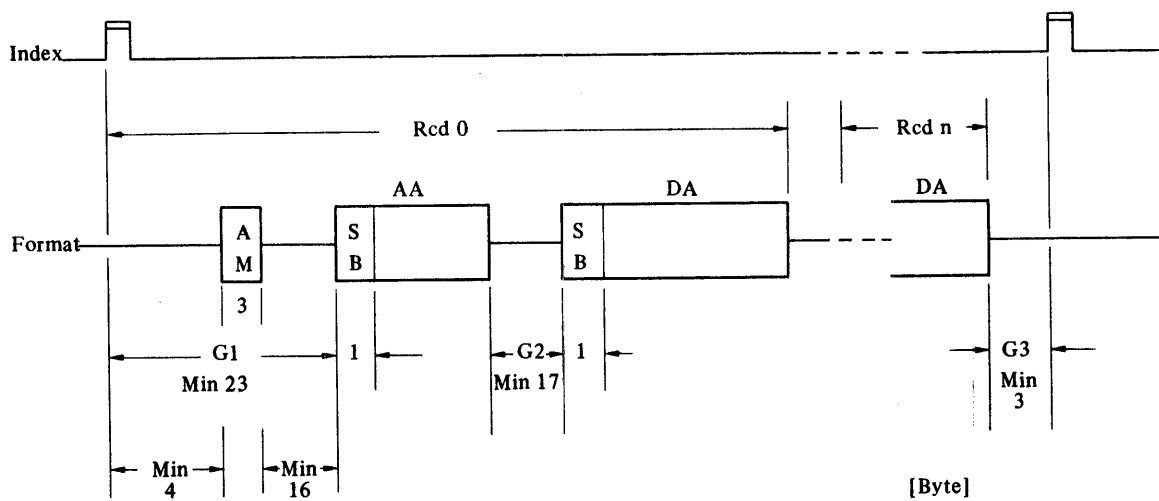 Index
Rcd 0
Rcd n
AA
DA
DA
Format
A
M
S
B
S
B
3
G1
1
G2
1
G3
Min 23
Min 17
Min
3
Min
4
Min
16
[Byte]